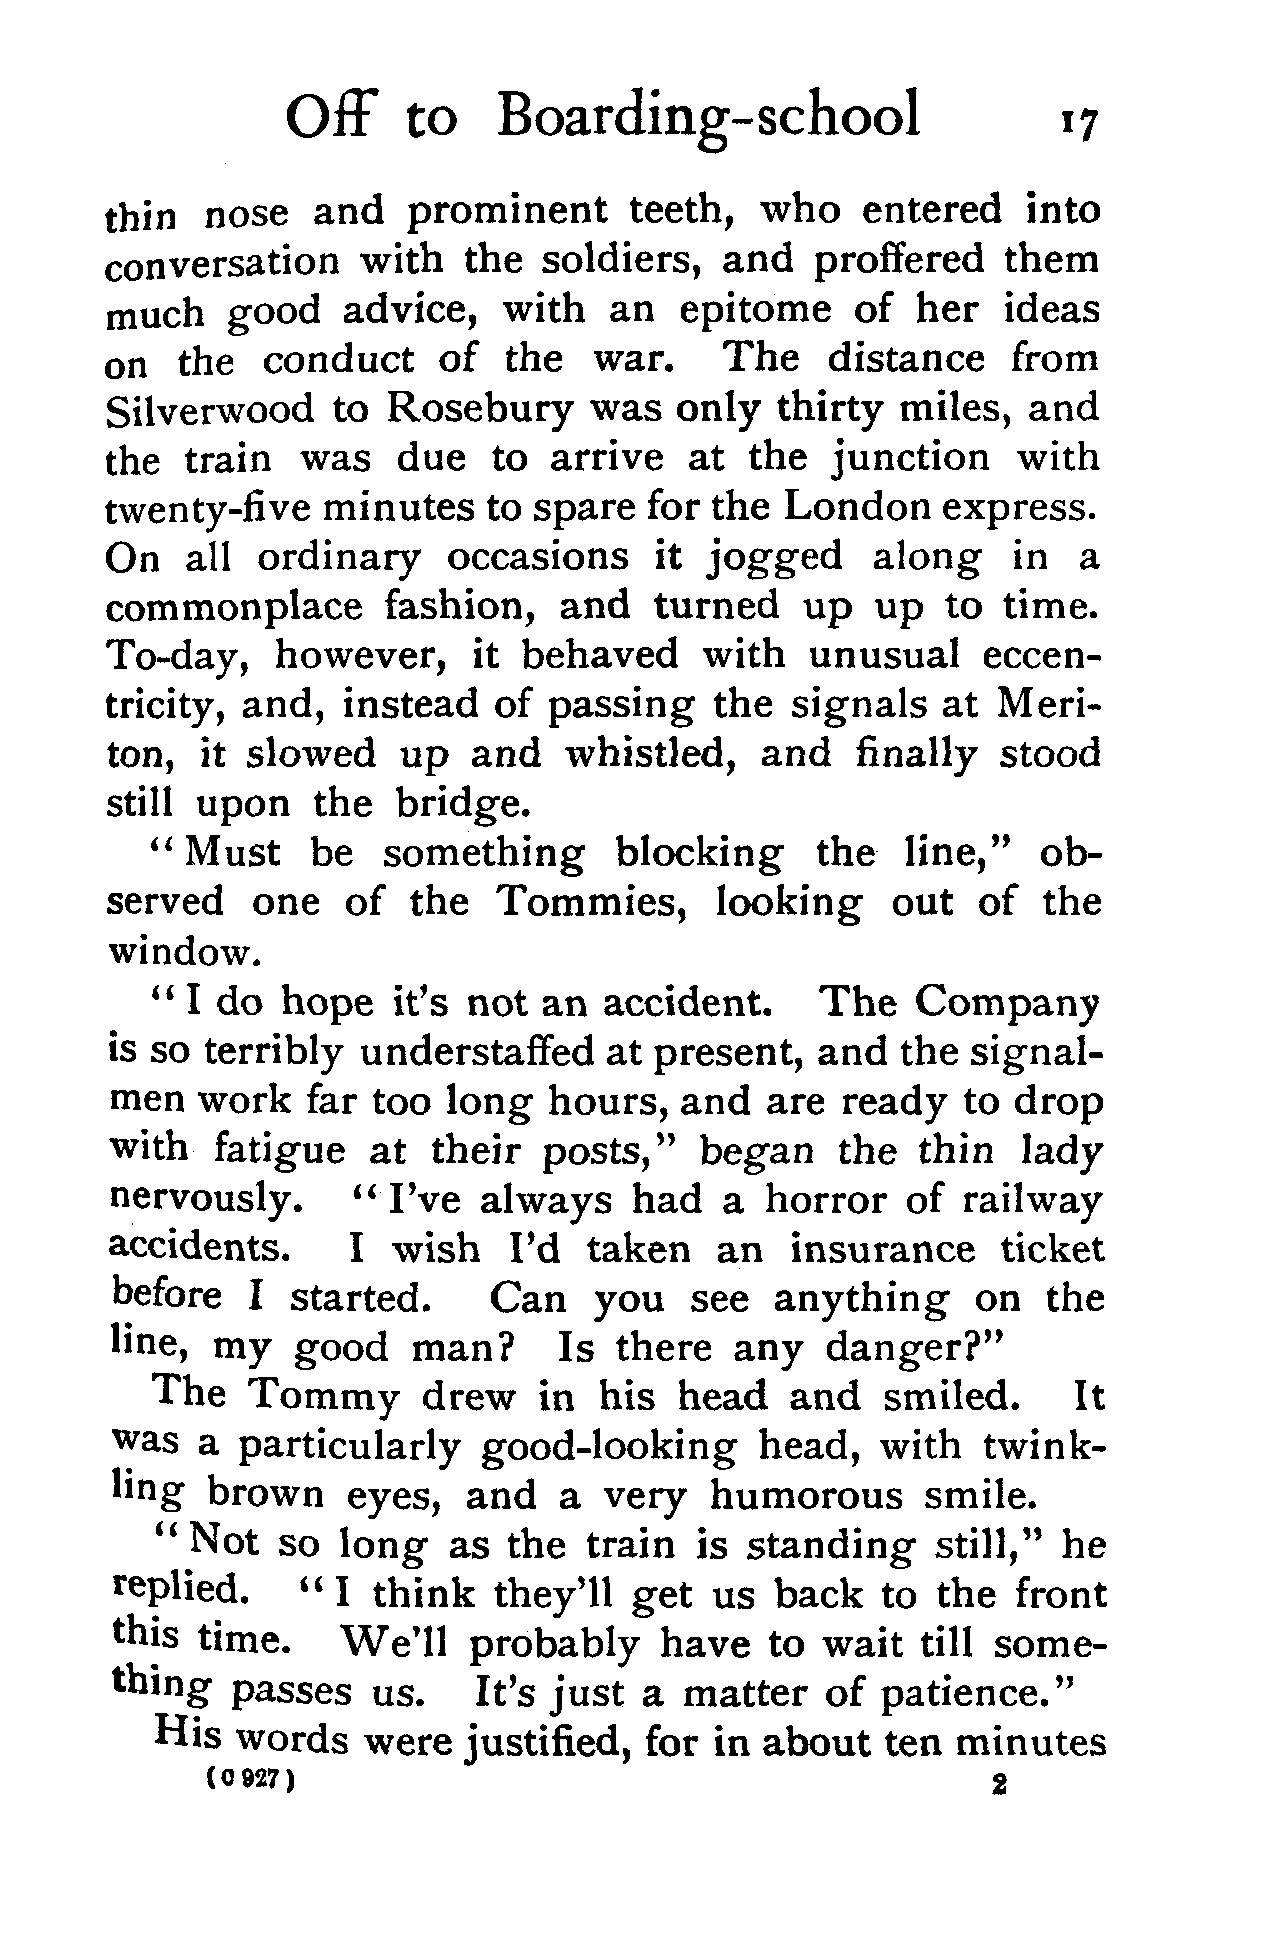 Off to Boarding-school 17
thin nose and prominent teeth, who entered into
conversation with the soldiers, and proffered them
much good advice, with an epitome of her ideas
on the conduct of the war. The distance from
Silverwood to Rosebury was only thirty miles, and
the train was due to arrive at the junction with
twenty-five minutes to spare for the London express.
On all ordinary occasions it jogged along in a
commonplace fashion, and turned up up to time.
To-day, however, it behaved with unusual eccen-
tricity, and, instead of passing the signals at Meri-
ton, it slowed up and whistled, and finally stood
still upon the bridge.
"Must be something blocking the line," ob-
served one of the Tommies, looking out of the
window.
"I do hope it's not an accident. The Company
is so terribly understaffed at present, and the signal-
men work far too long hours, and are ready to drop
with fatigue at their posts," began the thin lady
nervously. "I've always had a horror of railway
accidents. I wish I'd taken an insurance ticket
before I started. Can you see anything on the
line, my good man? Is there any danger?"
The Tommy drew in his head and smiled. It
was a particularly good-looking head, with twink-
ling brown eyes, and a very humorous smile.
"Not so long as the train is standing still," he
replied. "I think they'll get us back to the front
this time. We'll probably have to wait till some-
thing passes us. It's just a matter of patience."
His words were justified, for in about ten minutes
(C 927) 2